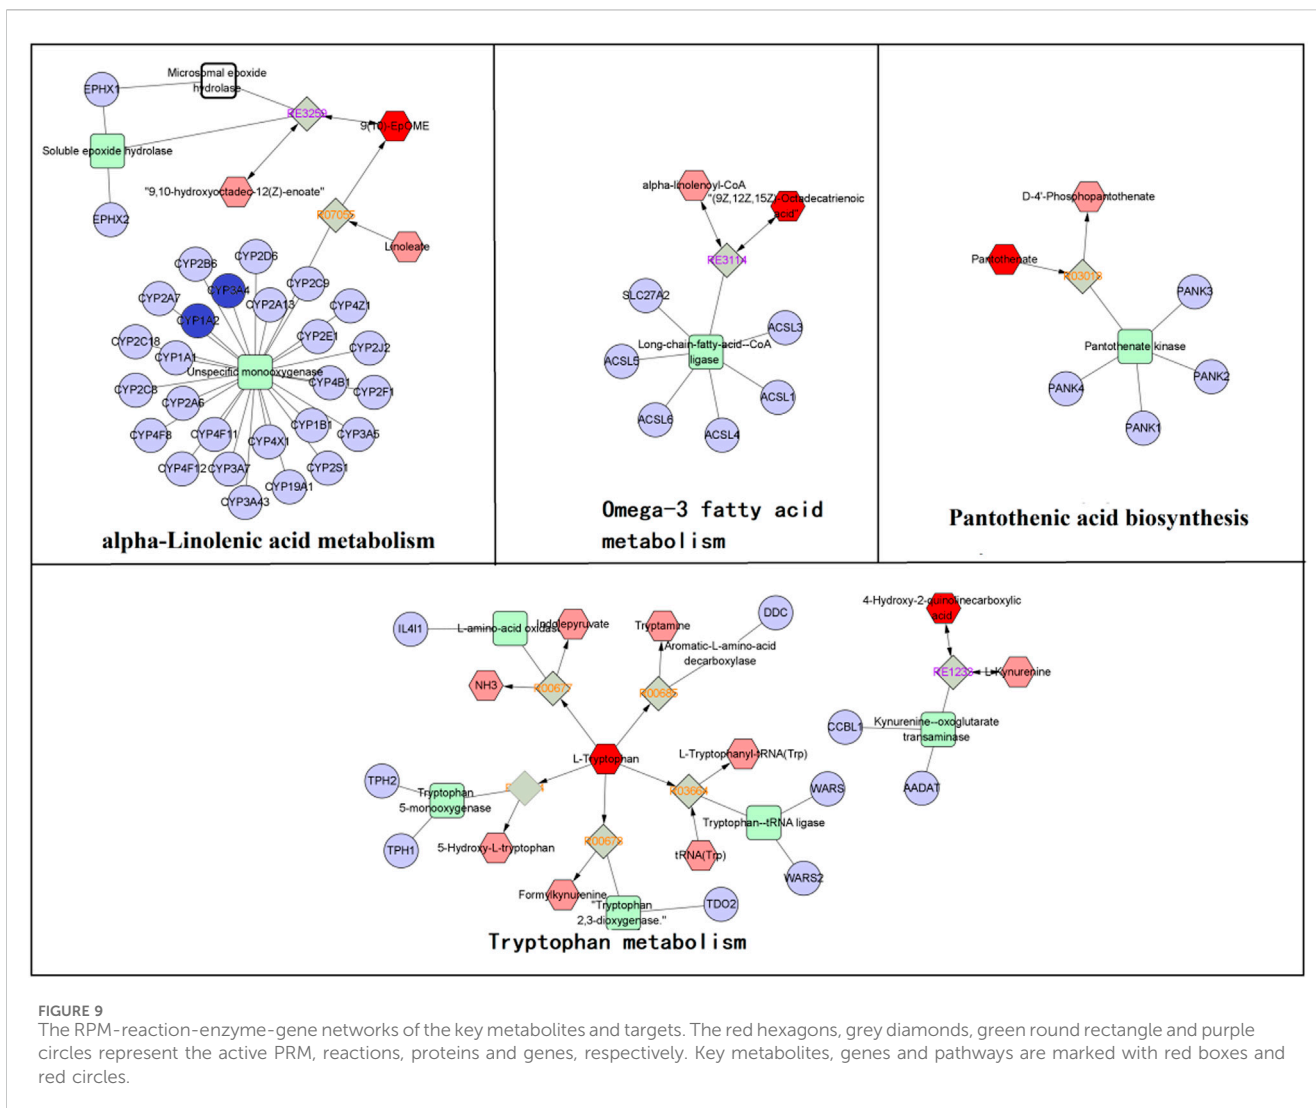 Microsomal epoxide
hydrolase
EPHX1
RE3259
9(10)-EpOME
Soluble epoxide hydrolase
"9,10-hydroxyoctadec-12(Z)-enoate"
EPHX2
R07055
Linoleate
CYP2D6
CYP2B6
CYP3A4
CYP2C9
CYP2A7
CYP2A13
CYP4Z1
CYP1A2
CYP2E1
CYP2C18
CYP2J2
CYP1A1
Unspecific monooxygenase
CYP4B1
CYP2C8
CYP2F1
CYP2A6
CYP1B1
CYP4F8
CYP4F11
CYP4X1
CYP3A5
CYP4F12
CYP3A7
CYP2S1
CYP19A1
CYP3A43
alpha-Linolenic acid metabolism
alpha-linolenoyl-CoA
"(9Z,12Z,15Z)-Octadecatrienoic
acid"
RE3114
SLC27A2
ACSL3
Long-chain-fatty-acid--CoA
ligase
ACSL5
ACSL1
ACSL6
ACSL4
Omega-3 fatty acid
metabolism
D-4'-Phosphopantothenate
Pantothenate
R03018
PANK3
Pantothenate kinase
PANK4
PANK2
PANK1
Pantothenic acid biosynthesis
IL4I1
L-amino-acid oxidase
Indolepyruvate
Tryptamine
DDC
Aromatic-L-amino-acid
decarboxylase
NH3
R00677
R00685
L-Tryptophan
L-Tryptophanyl-tRNA(Trp)
TPH2
Tryptophan
5-monooxygenase
R03664
WARS
Tryptophan--tRNA ligase
TPH1
5-Hydroxy-L-tryptophan
R00678
tRNA(Trp)
WARS2
Formylkynurenine
"Tryptophan
2,3-dioxygenase."
TDO2
4-Hydroxy-2-quinolinecarboxylic
acid
RE1233
L-Kynurenine
CCBL1
Kynurenine--oxoglutarate
transaminase
AADAT
Tryptophan metabolism
FIGURE 9
The RPM-reaction-enzyme-gene networks of the key metabolites and targets. The red hexagons, grey diamonds, green round rectangle and purple
circles represent the active PRM, reactions, proteins and genes, respectively. Key metabolites, genes and pathways are marked with red boxes and
red circles.